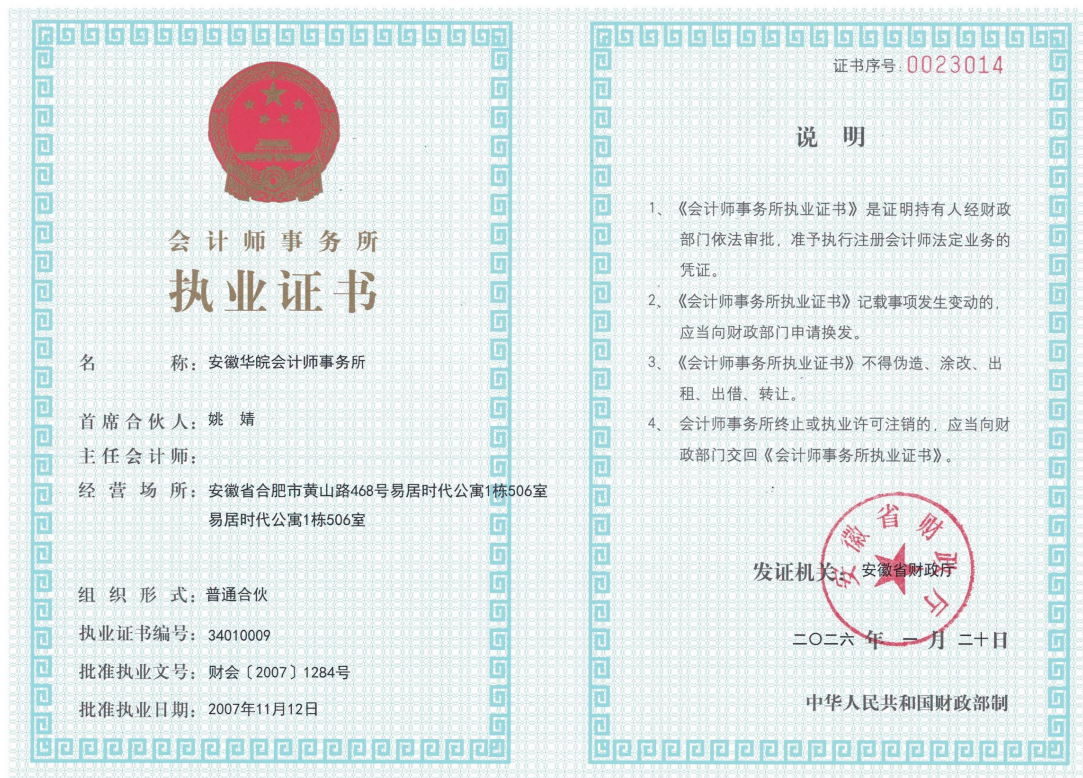 会计师事务所
执业证书
名称：安徽华皖会计师事务所
首席合伙人：姚 婧
主任会计师：
经营场所：安徽省合肥市黄山路468号易居时代公寓1栋506室
易居时代公寓1栋506室
组织形式：普通合伙
执业证书编号：34010009
批准执业文号：财会〔2007〕1284号
批准执业日期：2007年11月12日
证书序号：0023014
说 明
1、《会计师事务所执业证书》是证明持有人经财政
部门依法审批，准予执行注册会计师法定业务的
凭证。
2、《会计师事务所执业证书》记载事项发生变动的，
应当向财政部门申请换发。
3、《会计师事务所执业证书》不得伪造、涂改、出
租、出借、转让。
4、会计师事务所终止或执业许可注销的，应当向财
政部门交回《会计师事务所执业证书》。
安徽省财政厅
发证机关：安徽省财政厅
二〇二六年一月二十日
中华人民共和国财政部制